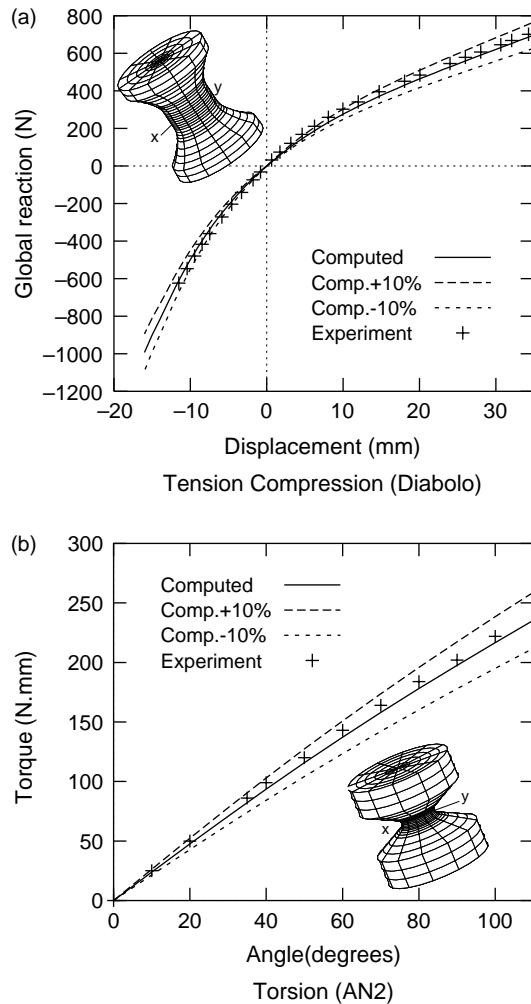 (a)
800
600
400
200
0
−200
−400
−600
−800
−1000
−1200
Global reaction (N)
y
x
Computed
Comp.+10%
Comp.-10%
Experiment
−20 −10 0 10 20 30
Displacement (mm)
Tension Compression (Diabolo)
(b)
300
250
200
150
100
50
0
Torque (N.mm)
Computed
Comp.+10%
Comp.-10%
Experiment
y
x
0 20 40 60 80 100
Angle(degrees)
Torsion (AN2)